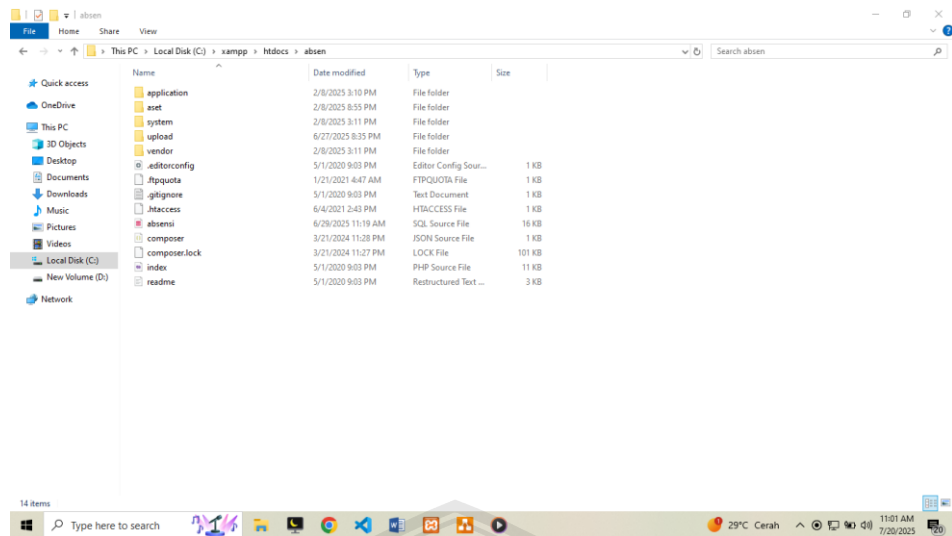 absen
File Home Share View
This PC > Local Disk (C:) > xampp > htdocs > absen
Search absen
Name Date modified Type Size
Quick access
OneDrive
This PC
3D Objects
Desktop
Documents
Downloads
Music
Pictures
Videos
Local Disk (C:)
New Volume (D:)
Network
application 2/8/2025 3:10 PM File folder
aset 2/8/2025 8:55 PM File folder
system 2/8/2025 3:11 PM File folder
upload 6/27/2025 8:35 PM File folder
vendor 2/8/2025 3:11 PM File folder
.editorconfig 5/1/2020 9:03 PM Editor Config Sour... 1 KB
.ftpquota 1/21/2021 4:47 AM FTPQUOTA File 1 KB
.gitignore 5/1/2020 9:03 PM Text Document 1 KB
.htaccess 6/4/2021 2:43 PM HTACCESS File 1 KB
absensi 6/29/2025 11:19 AM SQL Source File 16 KB
composer 3/21/2024 11:28 PM JSON Source File 1 KB
composer.lock 3/21/2024 11:27 PM LOCK File 101 KB
index 5/1/2020 9:03 PM PHP Source File 11 KB
readme 5/1/2020 9:03 PM Restructured Text ... 3 KB
14 items
Type here to search
29°C Cerah
11:01 AM
7/20/2025
20